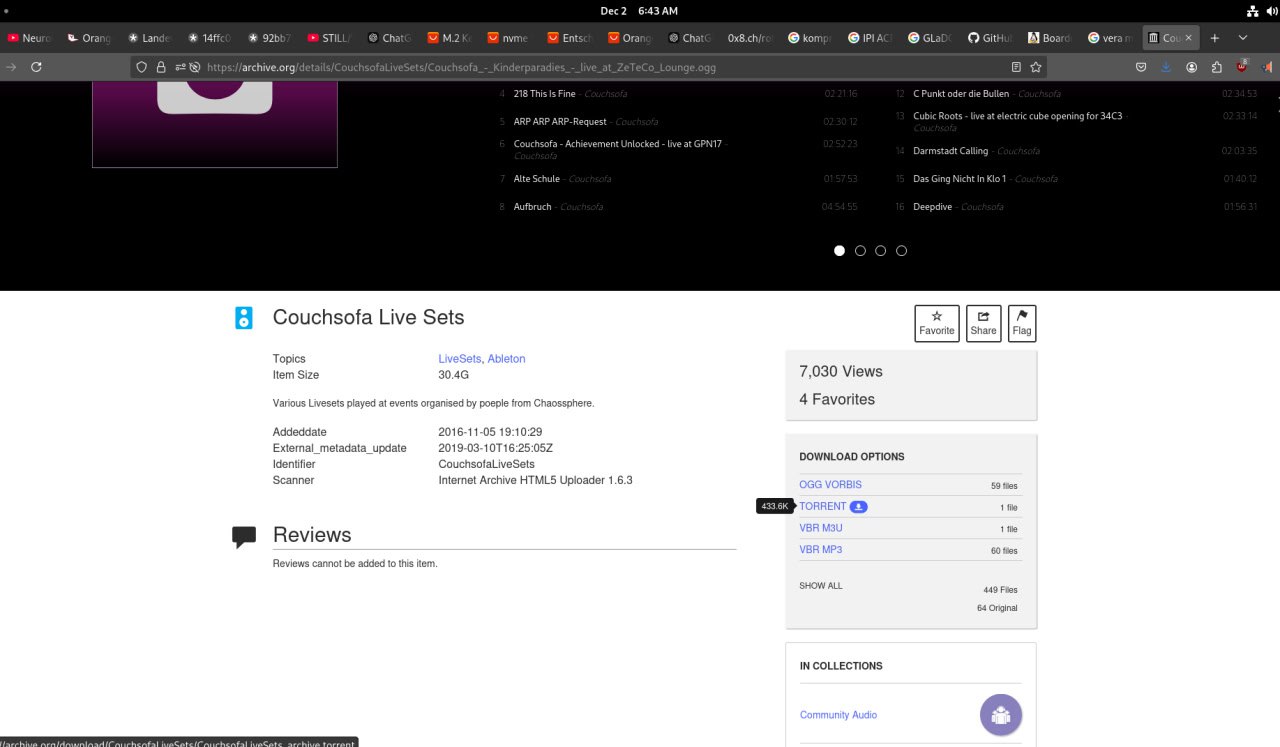 Dec 2 6:43 AM
Neuro
Orang
Lande
14ffc0
92bb7
STILL/
ChatG
M.2 Ke
nvme
Entsch
Orang
ChatG
0x8.ch/ro
kompr
IPI AC
GLaD
GitHu
Board
vera m
Cou
https://archive.org/details/CouchsofaLiveSets/Couchsofa_-_Kinderparadies_-_live_at_ZeTeCo_Lounge.ogg
8
4 218 This Is Fine - Couchsofa 02:21:16
5 ARP ARP ARP-Request - Couchsofa 02:30:12
6 Couchsofa - Achievement Unlocked - live at GPN17 - 02:52:23
Couchsofa
7 Alte Schule - Couchsofa 01:57:53
8 Aufbruch - Couchsofa 04:54:55
12 C Punkt oder die Bullen - Couchsofa 02:34:53
13 Cubic Roots - live at electric cube opening for 34C3 - 02:33:14
Couchsofa
14 Darmstadt Calling - Couchsofa 02:03:35
15 Das Ging Nicht In Klo 1 - Couchsofa 01:40:12
16 Deepdive - Couchsofa 01:56:31
Couchsofa Live Sets
Favorite
Share
Flag
Topics LiveSets, Ableton
Item Size 30.4G
Various Livesets played at events organised by poeple from Chaossphere.
Addeddate 2016-11-05 19:10:29
External_metadata_update 2019-03-10T16:25:05Z
Identifier CouchsofaLiveSets
Scanner Internet Archive HTML5 Uploader 1.6.3
Reviews
Reviews cannot be added to this item.
7,030 Views
4 Favorites
DOWNLOAD OPTIONS
OGG VORBIS 59 files
433.6K
TORRENT 1 file
VBR M3U 1 file
VBR MP3 60 files
SHOW ALL 449 Files
64 Original
IN COLLECTIONS
Community Audio
//archive.org/download/CouchsofaLiveSets/CouchsofaLiveSets_archive.torrent